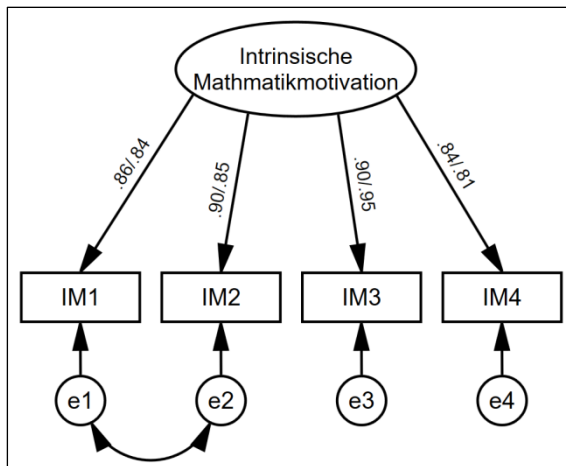 Intrinsische
Mathmatikmotivation
.86/.84
.90/.85
.90/.95
.84/.81
IM1 IM2 IM3 IM4
e1 e2 e3 e4